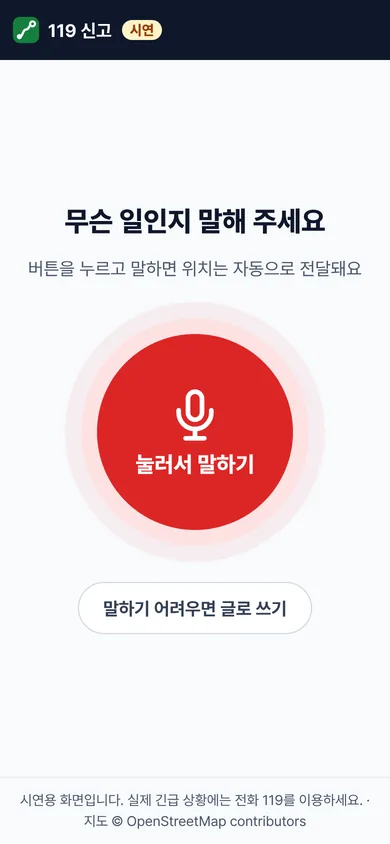 119 신고 시연
무슨 일인지 말해 주세요
버튼을 누르고 말하면 위치는 자동으로 전달돼요
눌러서 말하기
말하기 어려우면 글로 쓰기
시연용 화면입니다. 실제 긴급 상황에는 전화 119를 이용하세요. ·
지도 © OpenStreetMap contributors